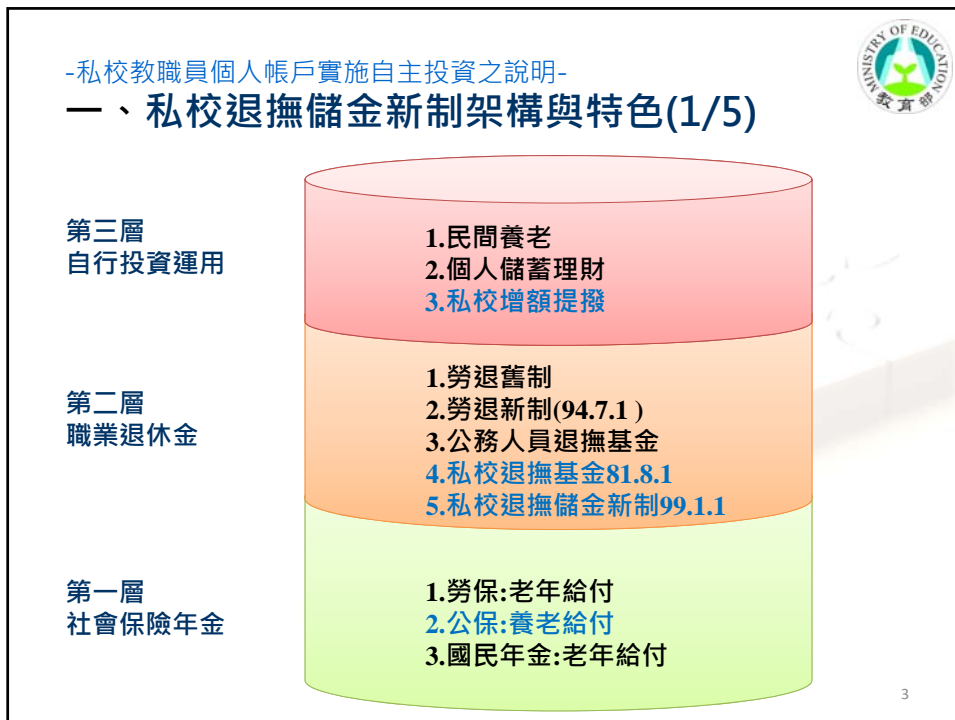 -私校教職員個人帳戶實施自主投資之說明-
一、私校退撫儲金新制架構與特色(1/5)
MINISTRY OF EDUCATION
教育部
第三層
自行投資運用
1.民間養老
2.個人儲蓄理財
3.私校增額提撥
第二層
職業退休金
1.勞退舊制
2.勞退新制(94.7.1 )
3.公務人員退撫基金
4.私校退撫基金81.8.1
5.私校退撫儲金新制99.1.1
第一層
社會保險年金
1.勞保:老年給付
2.公保:養老給付
3.國民年金:老年給付
3